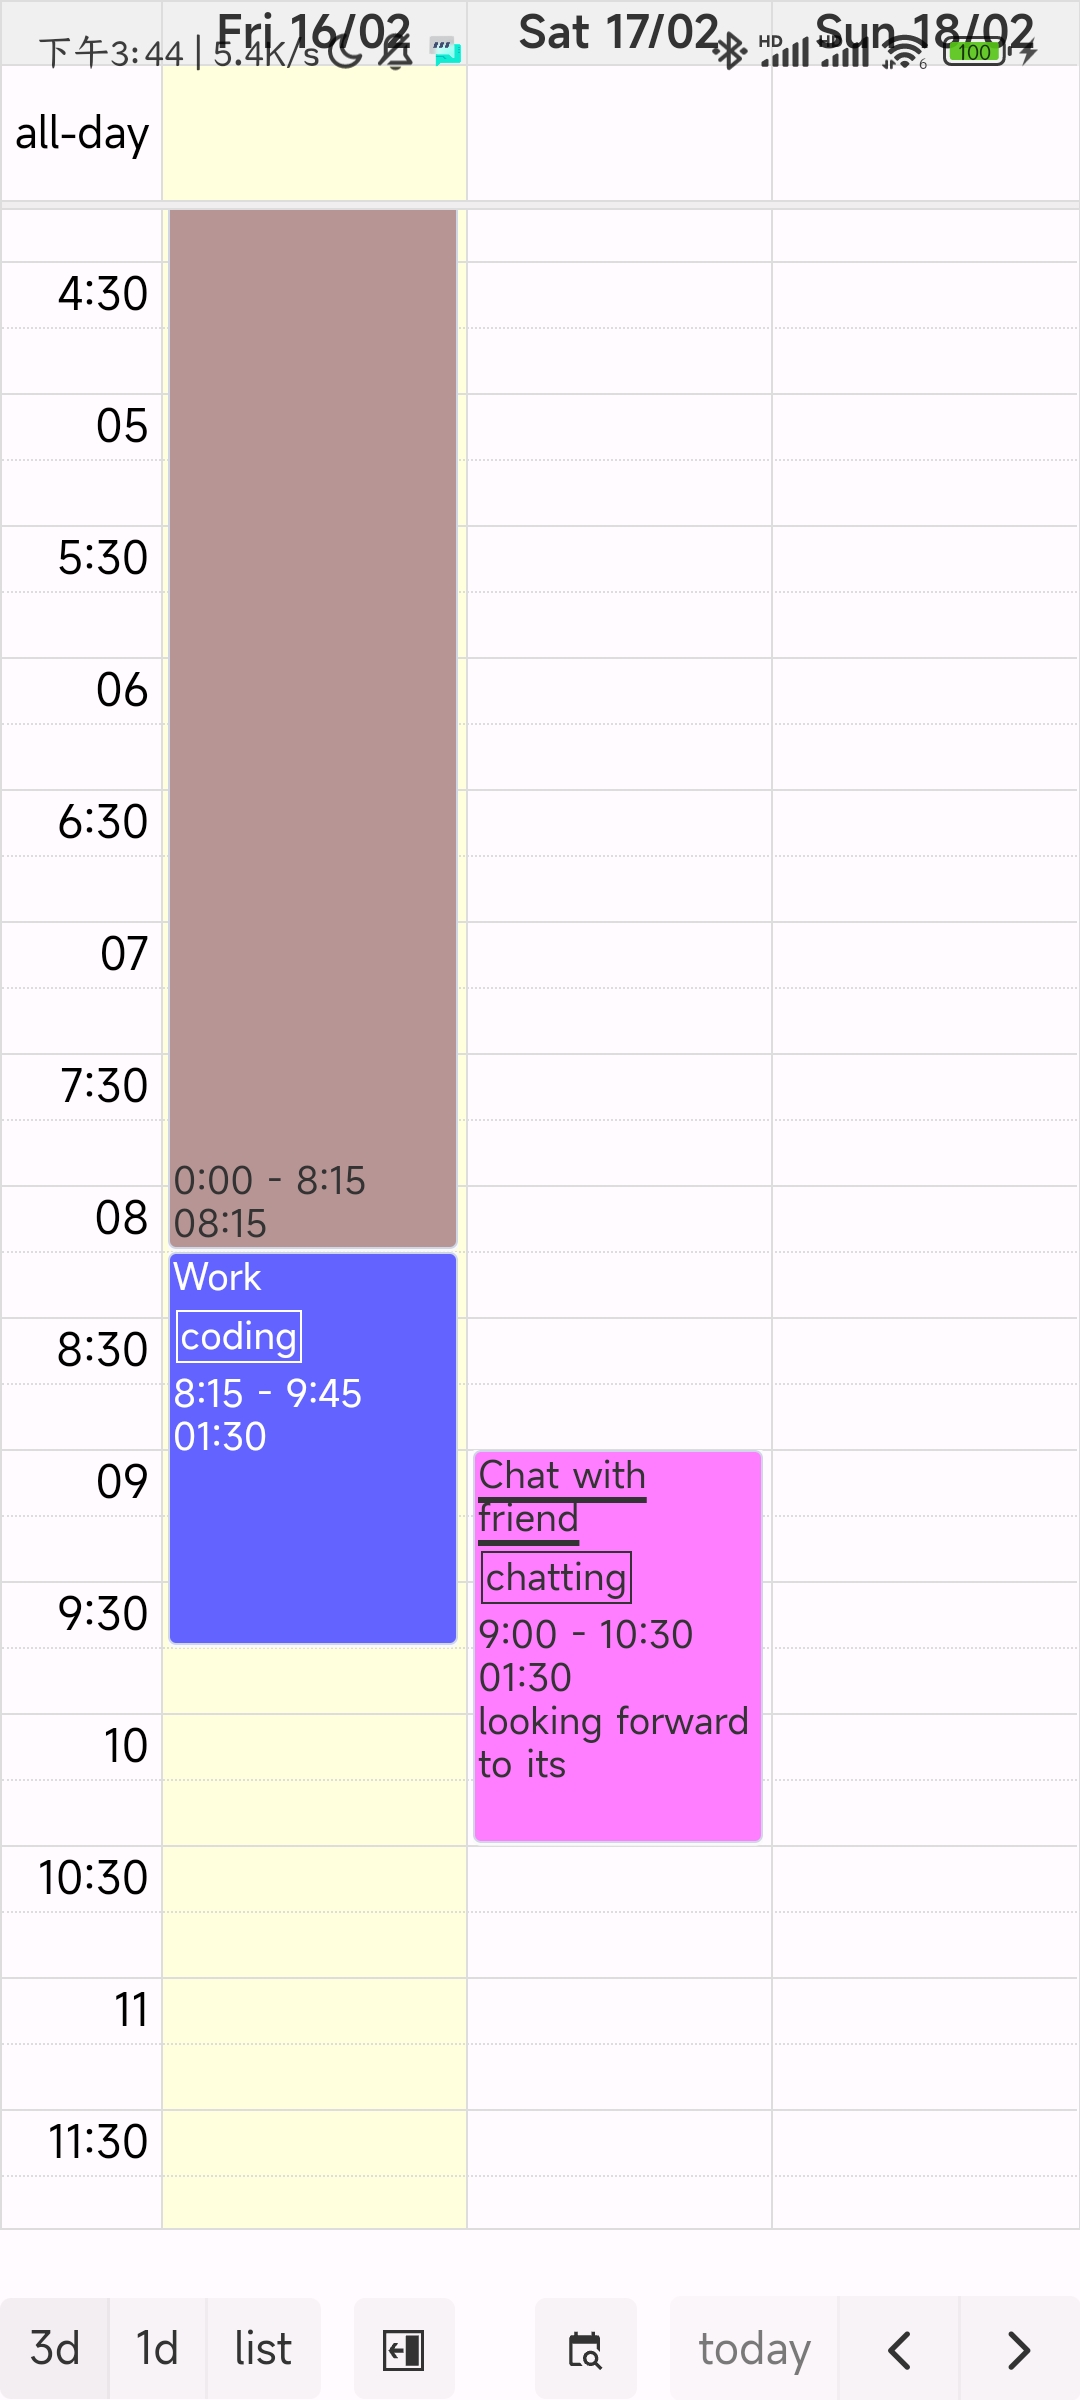 下午3:44 | 5.4K/s HD HD 6 100
Fri 16/02 Sat 17/02 Sun 18/02
all-day
4:30
05
5:30
06
6:30
07
7:30
0:00 - 8:15
08
08:15
Work
coding
8:30
8:15 - 9:45
01:30
09
Chat with
friend
chatting
9:30
9:00 - 10:30
01:30
looking forward
10
to its
10:30
11
11:30
3d 1d list today